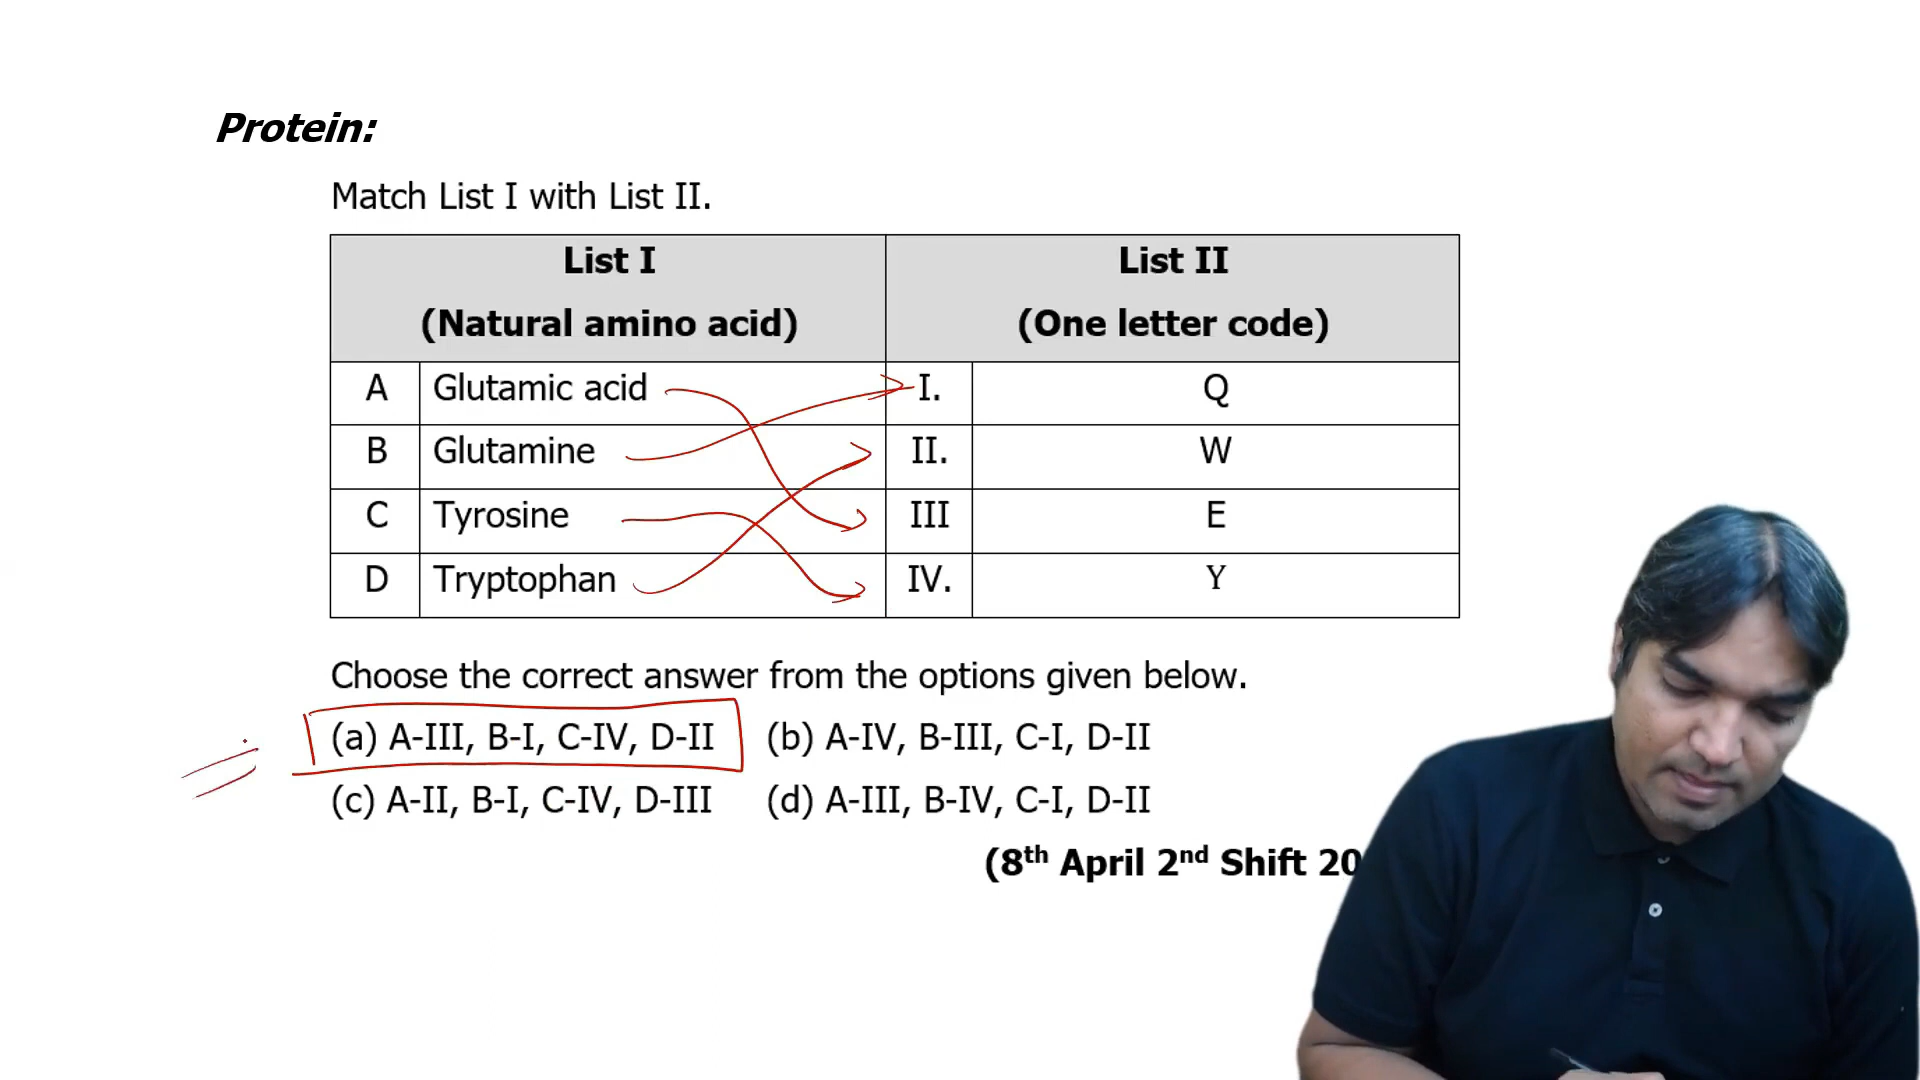 Protein:
Match List I with List II.
List I List II
(Natural amino acid) (One letter code)
A Glutamic acid I. Q
B Glutamine II. W
C Tyrosine III E
D Tryptophan IV. Y
Choose the correct answer from the options given below.
(a) A-III, B-I, C-IV, D-II (b) A-IV, B-III, C-I, D-II
(c) A-II, B-I, C-IV, D-III (d) A-III, B-IV, C-I, D-II
(8th April 2nd Shift 20